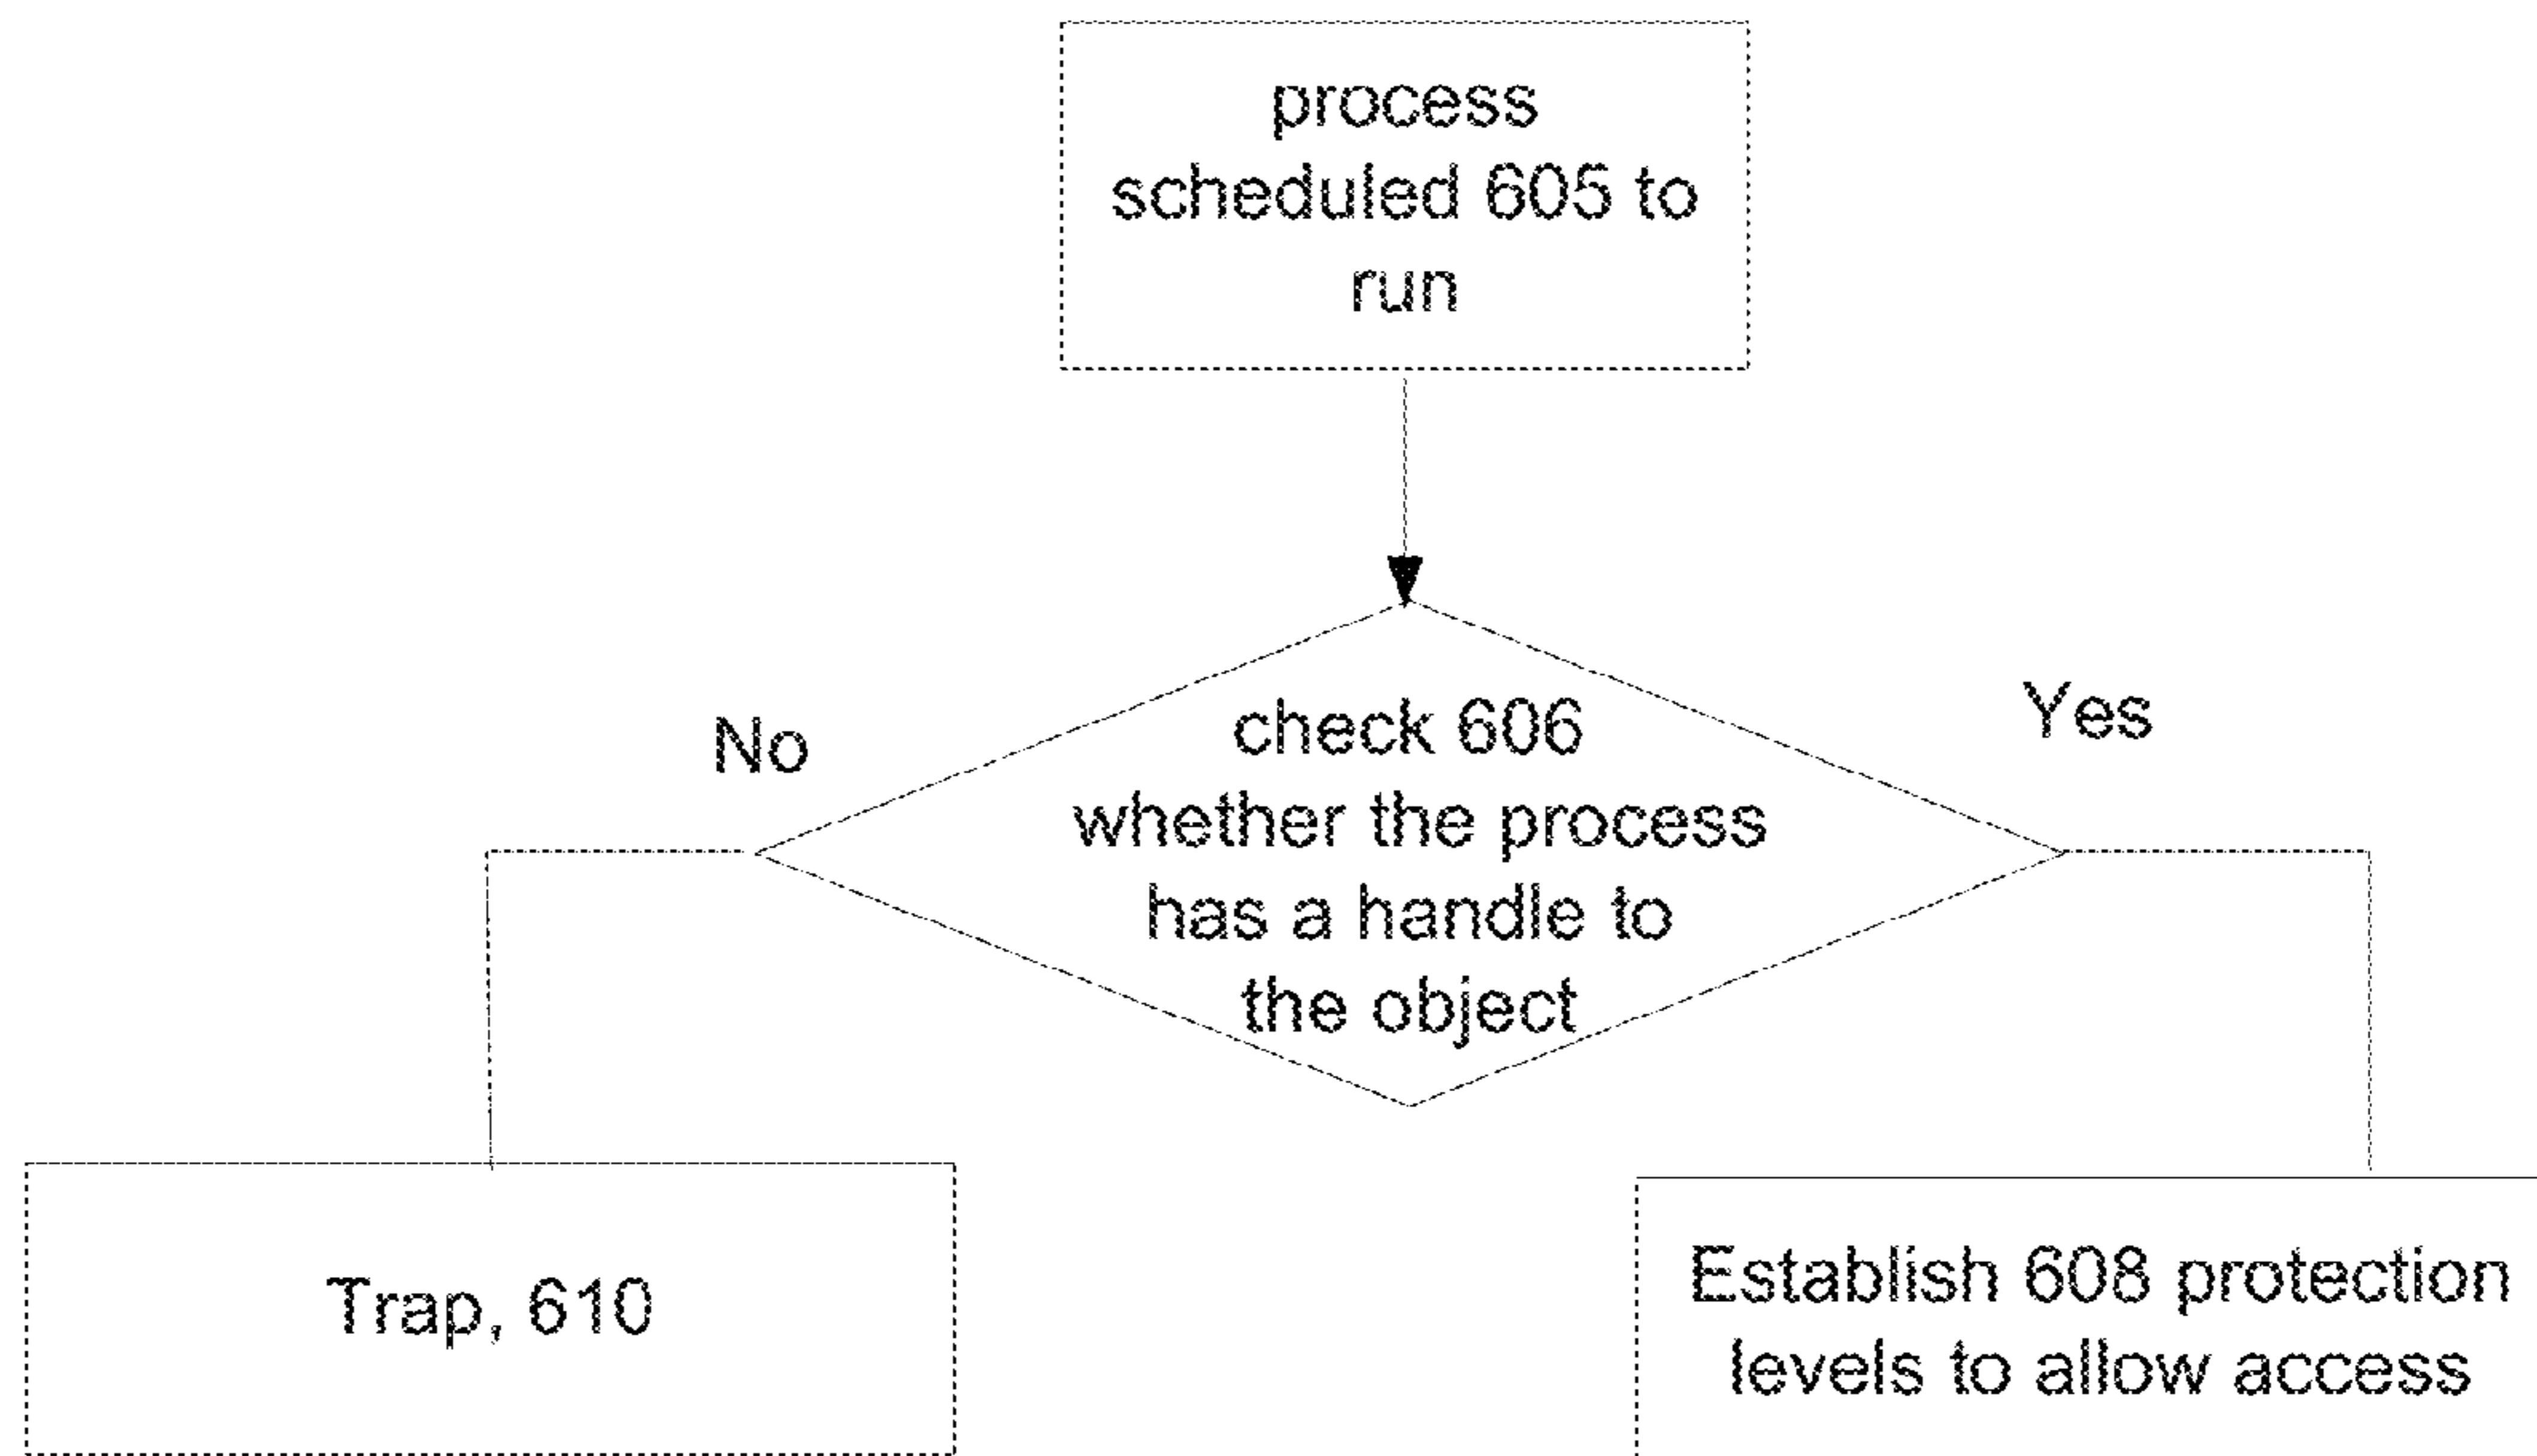 process
scheduled 605 to
run
No
Yes
check 606
whether the process
has a handle to
the object
Trap, 610
Establish 608 protection
levels to allow access